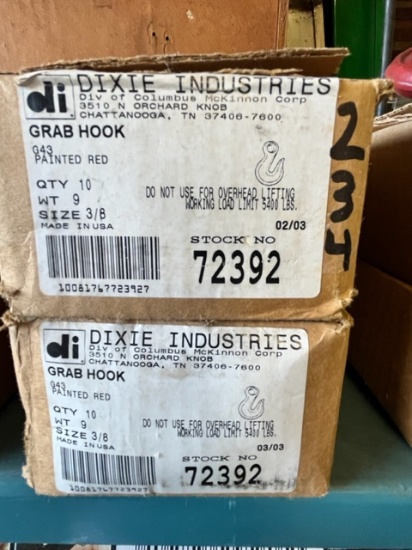 di DIXIE INDUSTRIES
Div of Columbus McKinnon Corp
3510 N ORCHARD KNOB
CHATTANOOGA, TN 37406-7600
GRAB HOOK
G43
PAINTED RED
QTY 10
WT 9
SIZE 3/8
MADE IN USA
DO NOT USE FOR OVERHEAD LIFTING
WORKING LOAD LIMIT 5400 LBS.
02/03
STOCK NO
72392
10081767723927
234
di DIXIE INDUSTRIES
Div of Columbus McKinnon Corp
3510 N ORCHARD KNOB
CHATTANOOGA, TN 37406-7600
GRAB HOOK
G43
PAINTED RED
QTY 10
WT 9
SIZE 3/8
MADE IN USA
DO NOT USE FOR OVERHEAD LIFTING
WORKING LOAD LIMIT 5400 LBS.
03/03
STOCK NO
72392
10081767723927